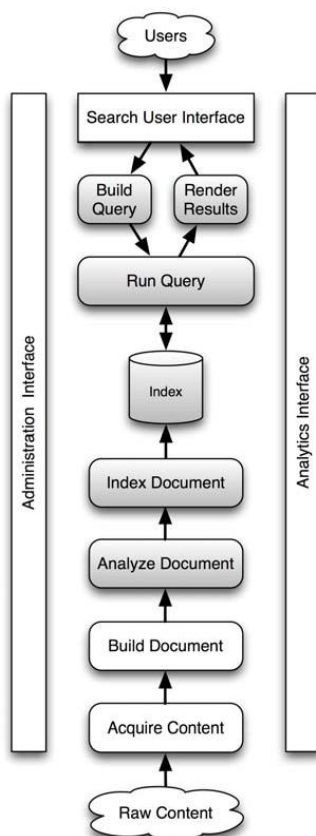 Users
Search User Interface
Build
Query
Render
Results
Run Query
Index
Index Document
Analyze Document
Build Document
Acquire Content
Raw Content
Administration Interface
Analytics Interface